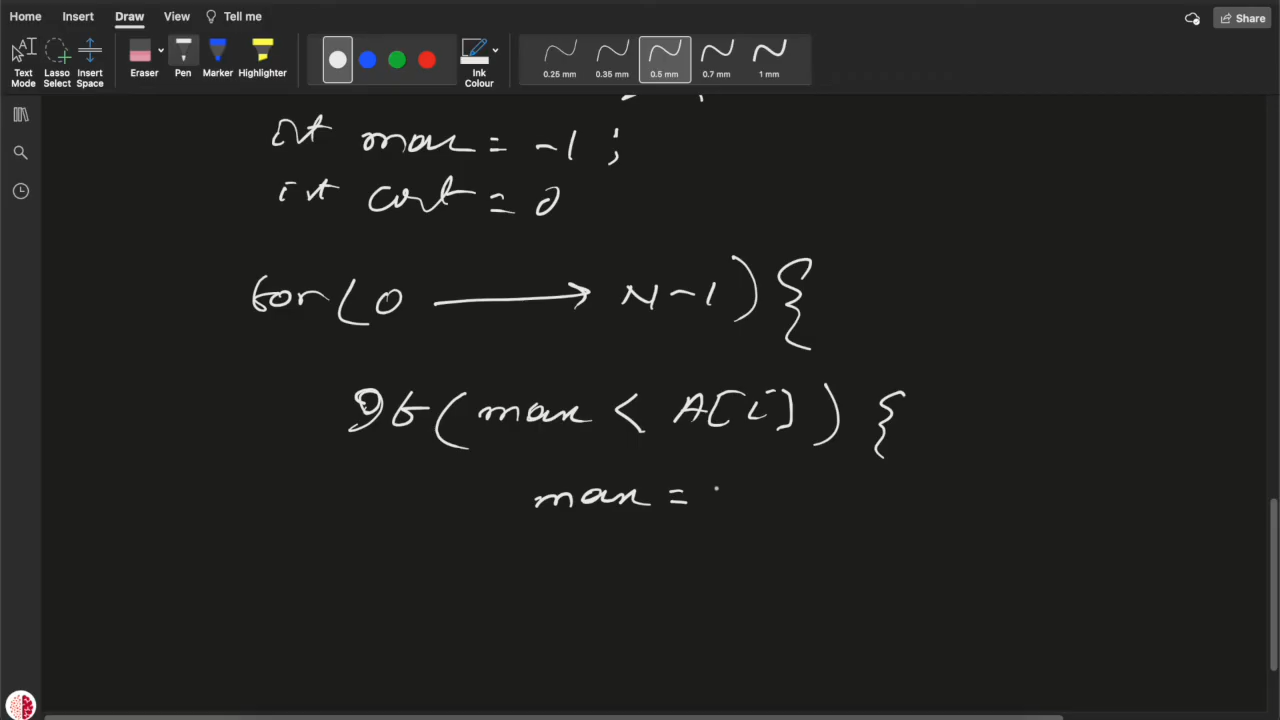 Home Insert Draw View Tell me
Share
Text Mode Lasso Select Insert Space Eraser Pen Marker Highlighter Ink Colour 0.25 mm 0.35 mm 0.5 mm 0.7 mm 1 mm
int max = -1 ;
int = 0
for ( 0 → N-1 ) {
If ( max < A[i] ) {
max =